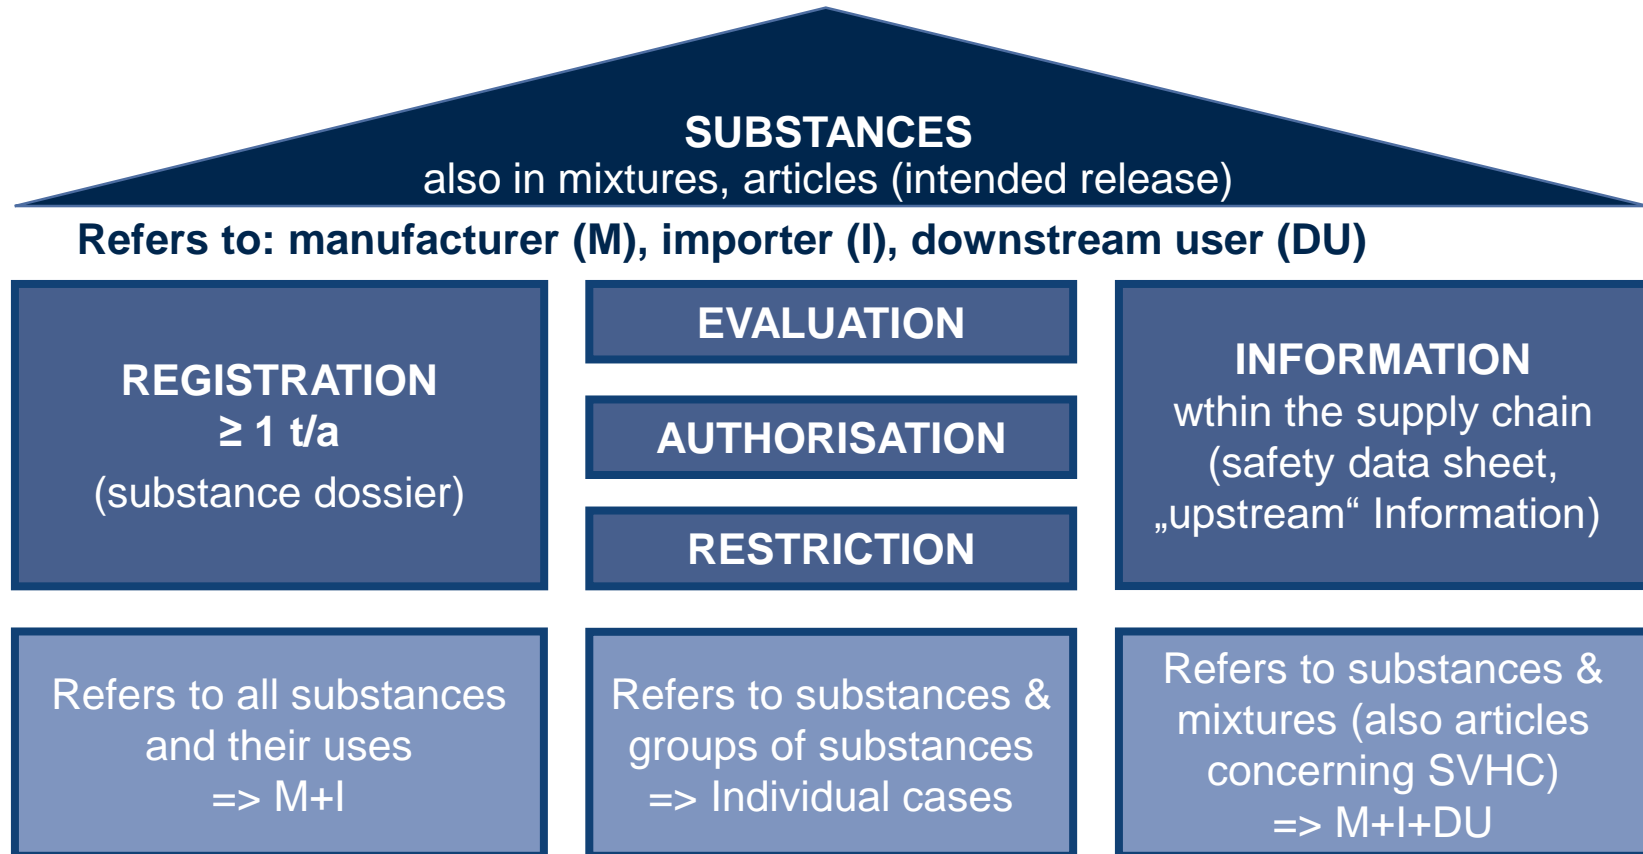 SUBSTANCES
also in mixtures, articles (intended release)
Refers to: manufacturer (M), importer (I), downstream user (DU)
REGISTRATION
≥ 1 t/a
(substance dossier)
EVALUATION
AUTHORISATION
RESTRICTION
INFORMATION
wthin the supply chain
(safety data sheet,
„upstream“ Information)
Refers to all substances
and their uses
=> M+I
Refers to substances &
groups of substances
=> Individual cases
Refers to substances &
mixtures (also articles
concerning SVHC)
=> M+I+DU